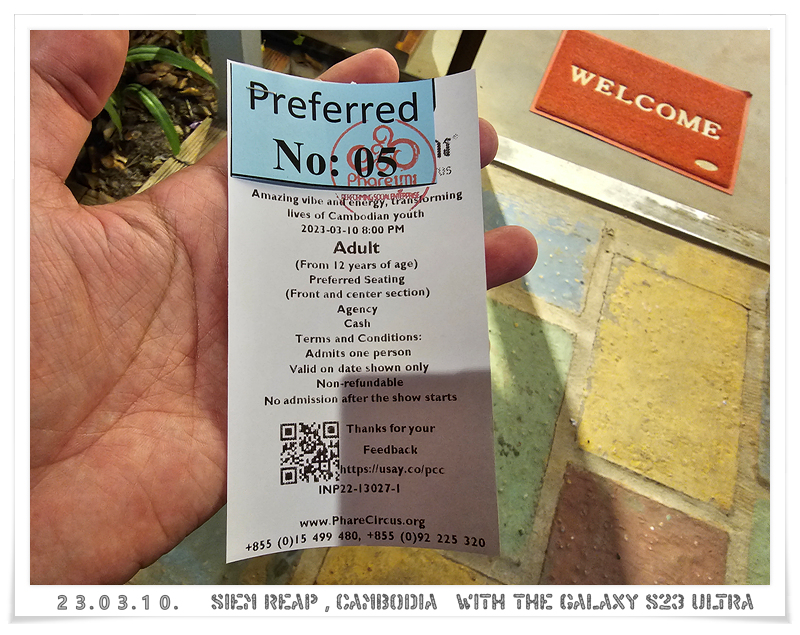 WELCOME
Preferred
No: 05
Phare
PERFORMING SOCIAL ENTERPRISE
Amazing vibe and energy, transforming
lives of Cambodian youth
2023-03-10 8:00 PM
Adult
(From 12 years of age)
Preferred Seating
(Front and center section)
Agency
Cash
Terms and Conditions:
Admits one person
Valid on date shown only
Non-refundable
No admission after the show starts
Thanks for your
Feedback
https://usay.co/pcc
INP22-13027-1
www.PhareCircus.org
+855 (0)15 499 480, +855 (0)92 225 320
23.03.10. SIEM REAP , CAMBODIA WITH THE GALAXY S23 ULTRA